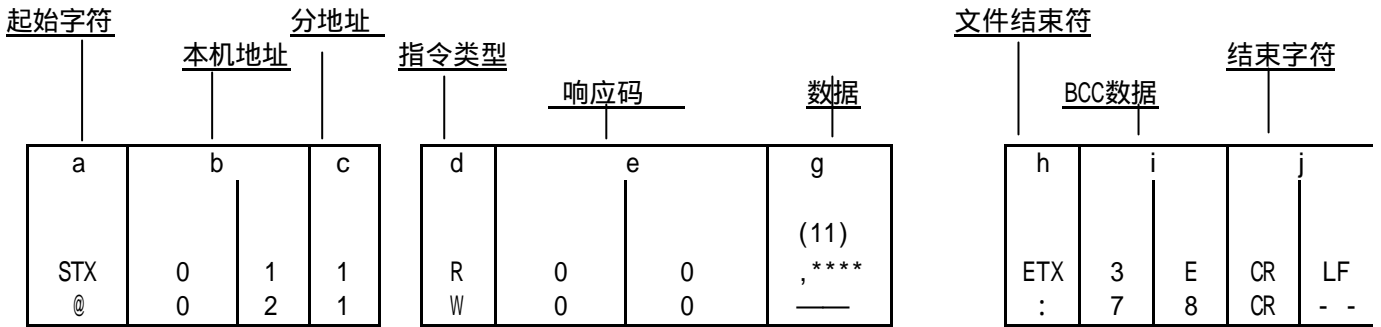 起始字符 分地址 文件结束符
本机地址 指令类型 结束字符
响应码 数据 BCC数据
a b c d e g h i j
(11)
STX 0 1 1 R 0 0 ,**** ETX 3 E CR LF
@ 0 2 1 W 0 0 —— : 7 8 CR - -